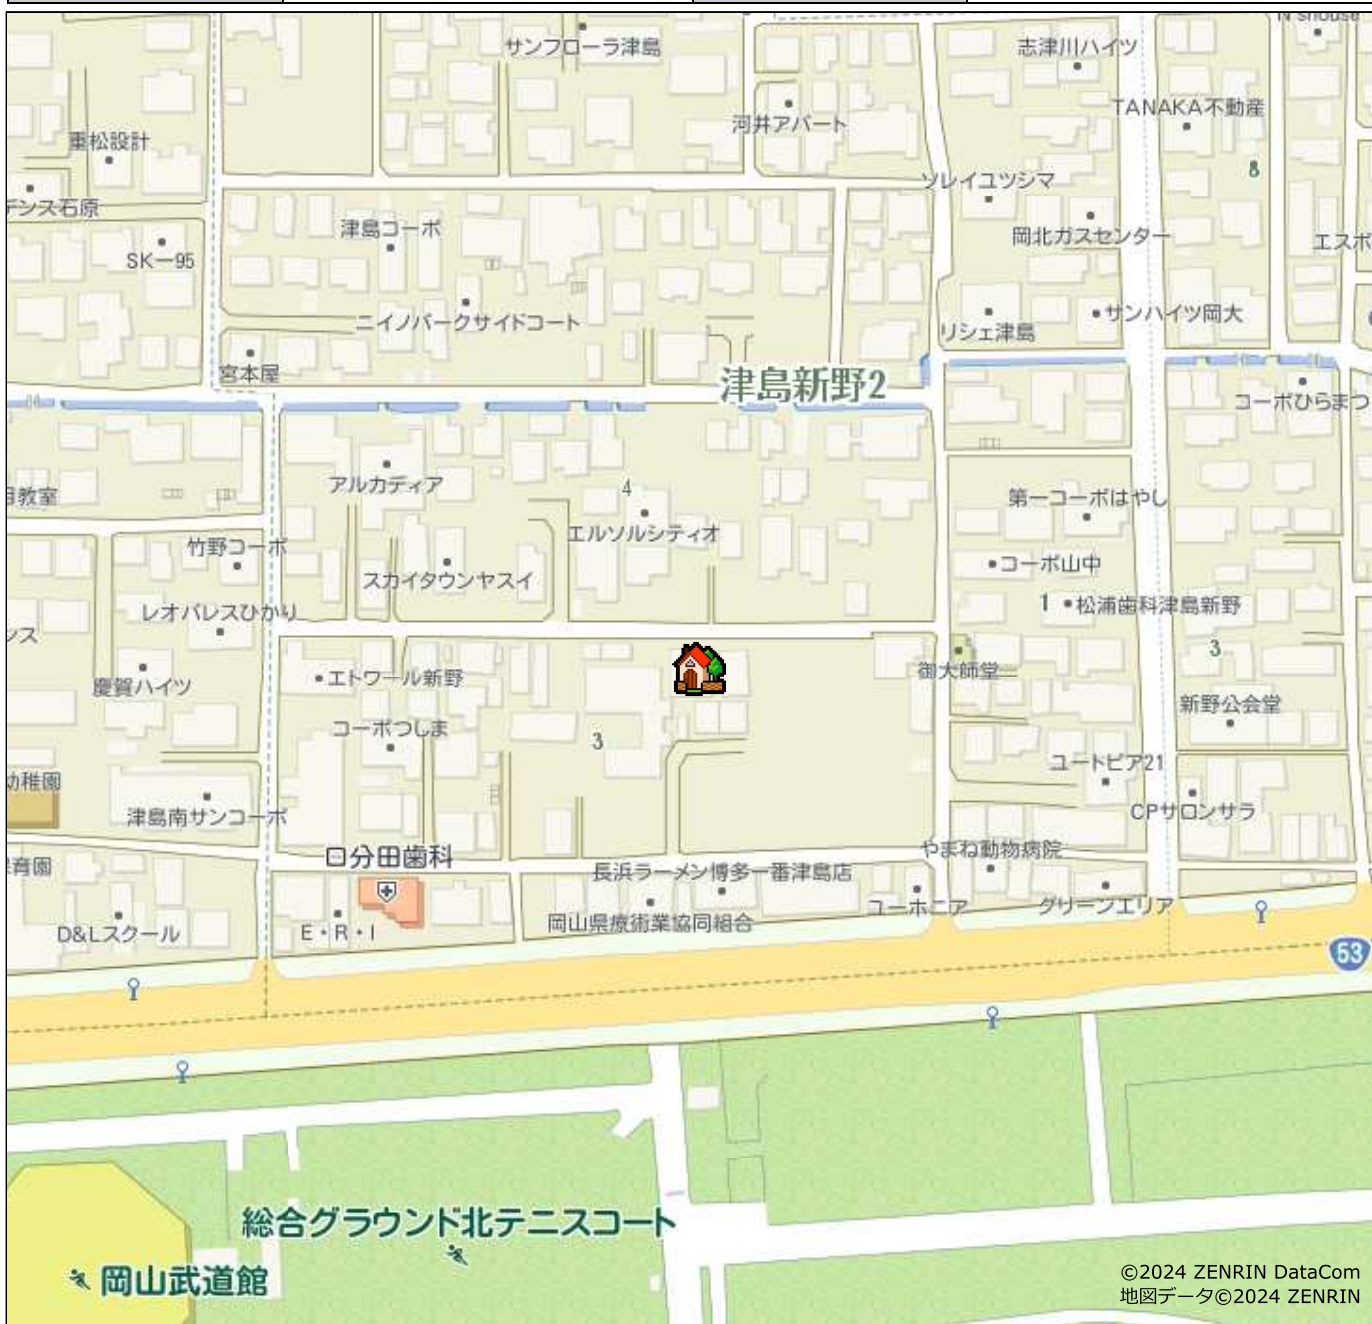 サンフローラ津島
志津川ハイツ
TANAKA不動産
河井アパート
重松設計
8
ソレイユツシマ
デンス石原
津島コーポ
岡北ガスセンター
エスポ
SK－95
サンハイツ岡大
ニイノパークサイドコート
リシェ津島
宮本屋
津島新野2
コーポひらまつ
アルカディア
4
教室
第一コーポはやし
エルソルシティオ
竹野コーポ
コーポ山中
スカイタウンヤスイ
1
松浦歯科津島新野
レオパレスひかり
ンス
3
エトワール新野
御大師堂
慶賀ハイツ
新野公会堂
コーポつしま
3
ユートピア21
幼稚園
CPサロンサラ
津島南サンコーポ
やまね動物病院
口分田歯科
育園
長浜ラーメン博多一番津島店
ユーホニア
グリーンエリア
岡山県療術業協同組合
D&Lスクール
E・R・I
53
総合グラウンド北テニスコート
岡山武道館
©2024 ZENRIN DataCom
地図データ©2024 ZENRIN